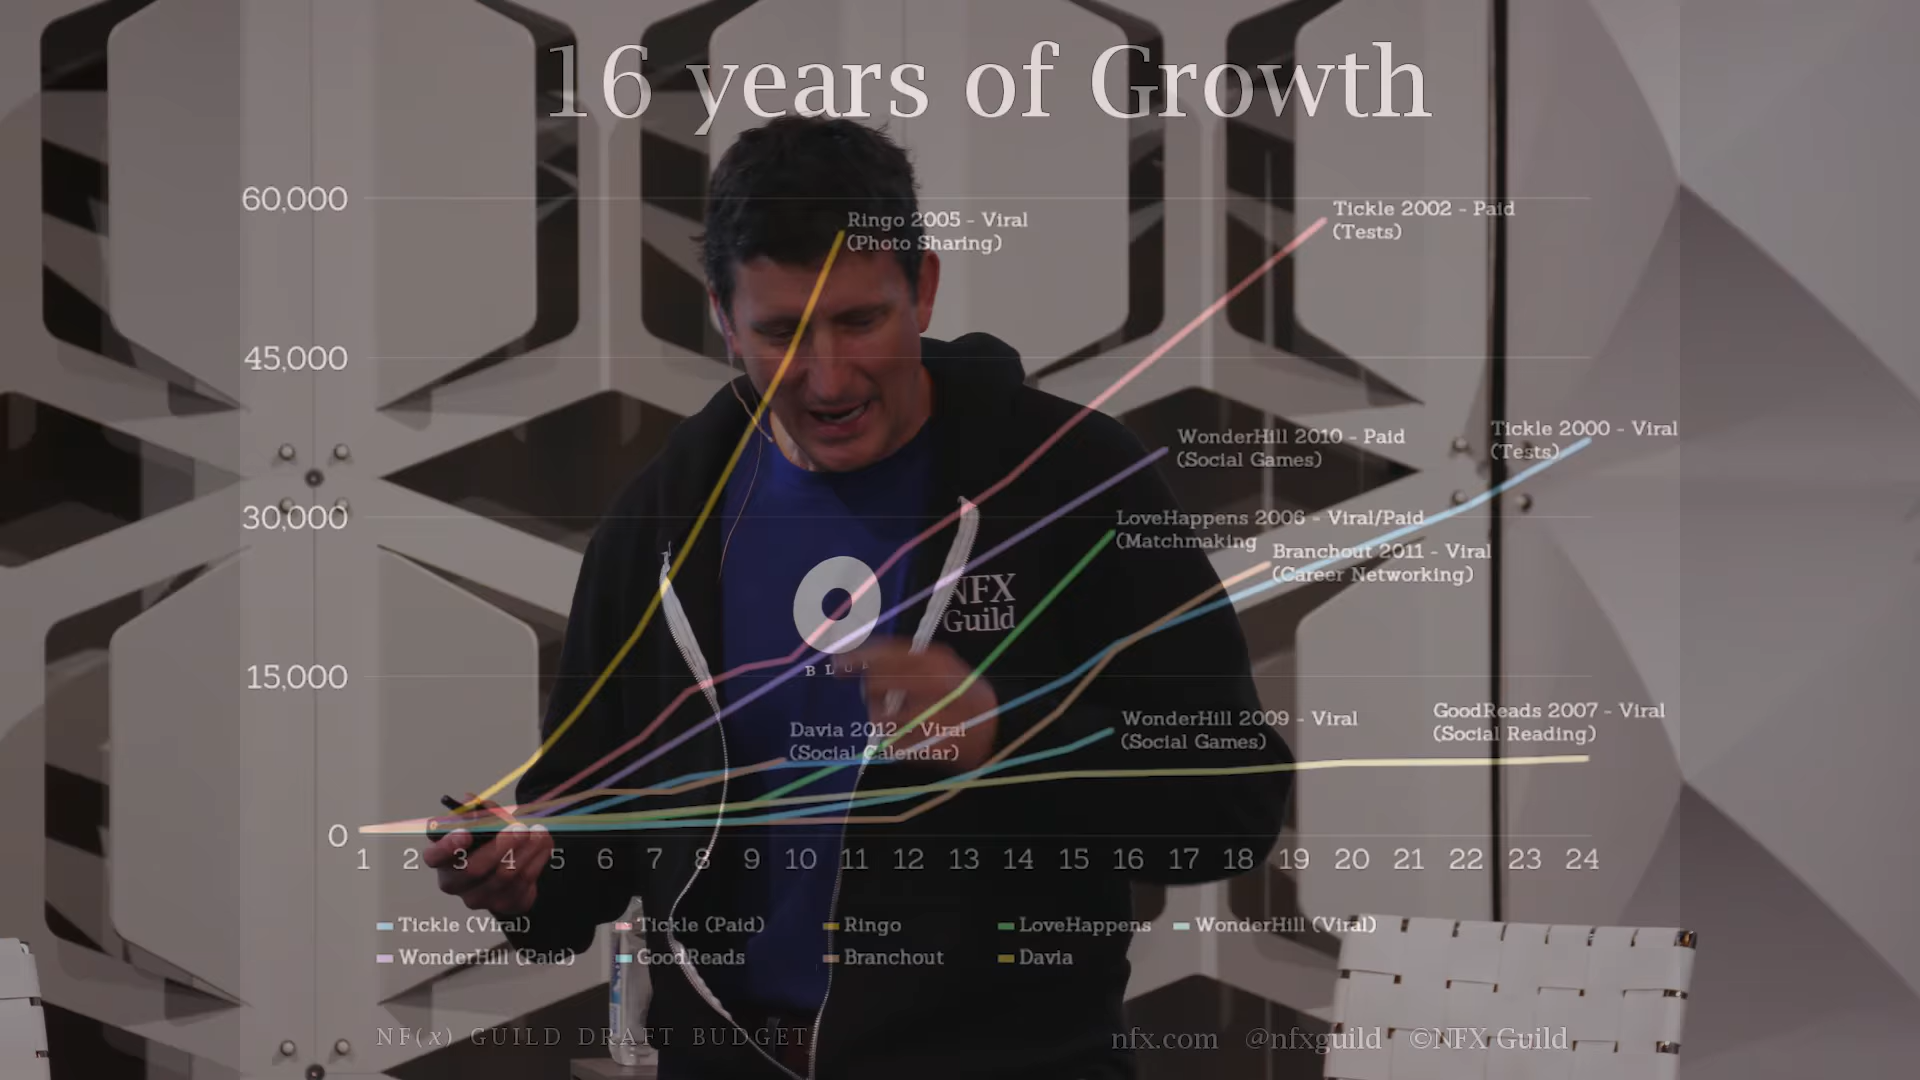 16 years of Growth
60,000
Ringo 2005 - Viral
(Photo Sharing)
Tickle 2002 - Paid
(Tests)
45,000
WonderHill 2010 - Paid
(Social Games)
Tickle 2000 - Viral
(Tests)
30,000
LoveHappens 2006 - Viral/Paid
(Matchmaking
Branchout 2011 - Viral
(Career Networking)
NFX
Guild
15,000
Davia 2012 - Viral
(Social Calendar)
WonderHill 2009 - Viral
(Social Games)
GoodReads 2007 - Viral
(Social Reading)
0
1 2 3 4 5 6 7 8 9 10 11 12 13 14 15 16 17 18 19 20 21 22 23 24
Tickle (Viral) Tickle (Paid) Ringo LoveHappens WonderHill (Viral)
WonderHill (Paid) GoodReads Branchout Davia
NF(x) GUILD DRAFT BUDGET
nfx.com @nfxguild ©NFX Guild